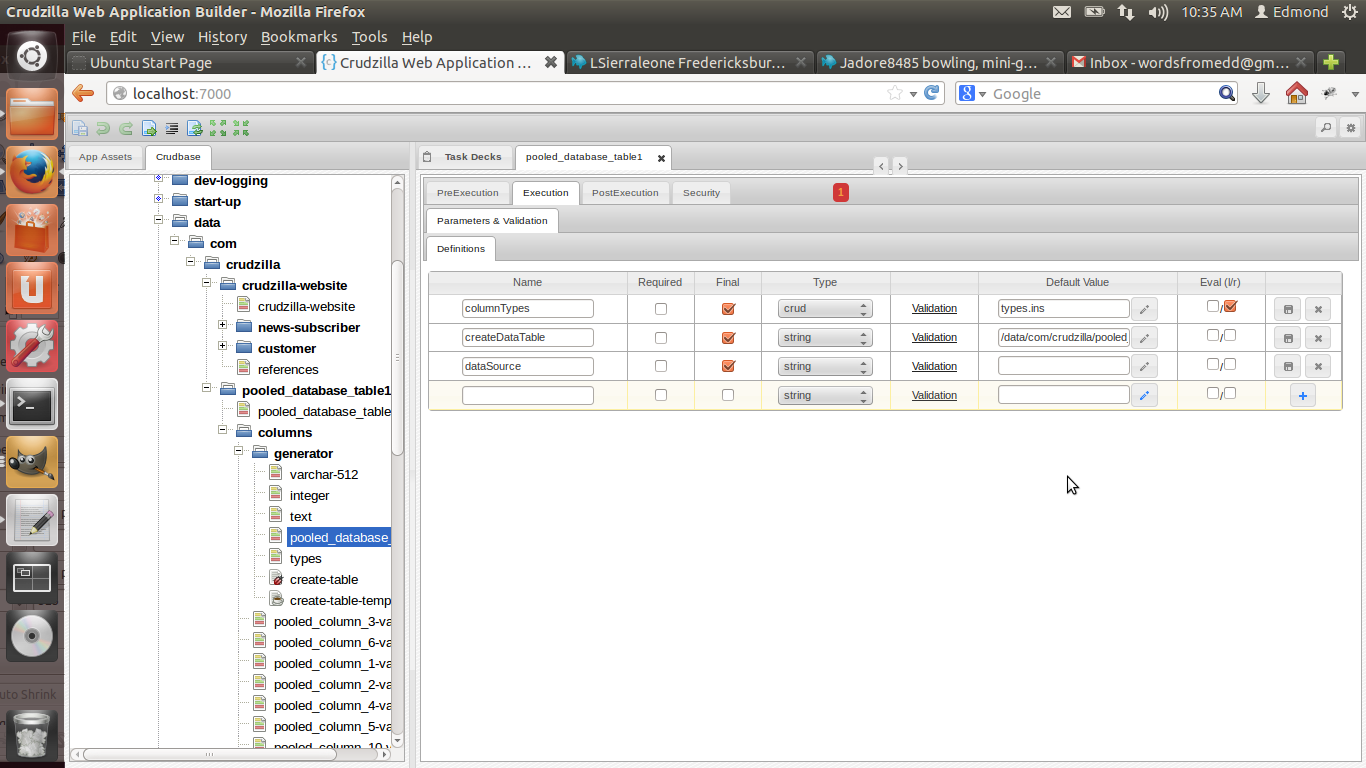 Crudzilla Web Application Builder - Mozilla Firefox
10:35 AM Edmond
File Edit View History Bookmarks Tools Help
Ubuntu Start Page
{c} Crudzilla Web Application ...
LSierraleone Fredericksbur...
Jadore8485 bowling, mini-g...
Inbox - wordsfromedd@gm...
localhost:7000
Google
App Assets Crudbase
Task Decks pooled_database_table1
dev-logging
start-up
data
com
crudzilla
crudzilla-website
crudzilla-website
news-subscriber
customer
references
pooled_database_table1
pooled_database_table
columns
generator
varchar-512
integer
text
pooled_database_
types
create-table
create-table-temp
pooled_column_3-va
pooled_column_6-va
pooled_column_1-va
pooled_column_2-va
pooled_column_4-va
pooled_column_5-va
pooled_column_10-v
PreExecution Execution PostExecution Security 1
Parameters & Validation
Definitions
Name Required Final Type Default Value Eval (l/r)
columnTypes crud Validation types.ins /
createDataTable string Validation /data/com/crudzilla/pooled_ /
dataSource string Validation /
string Validation / +
uto Shrink